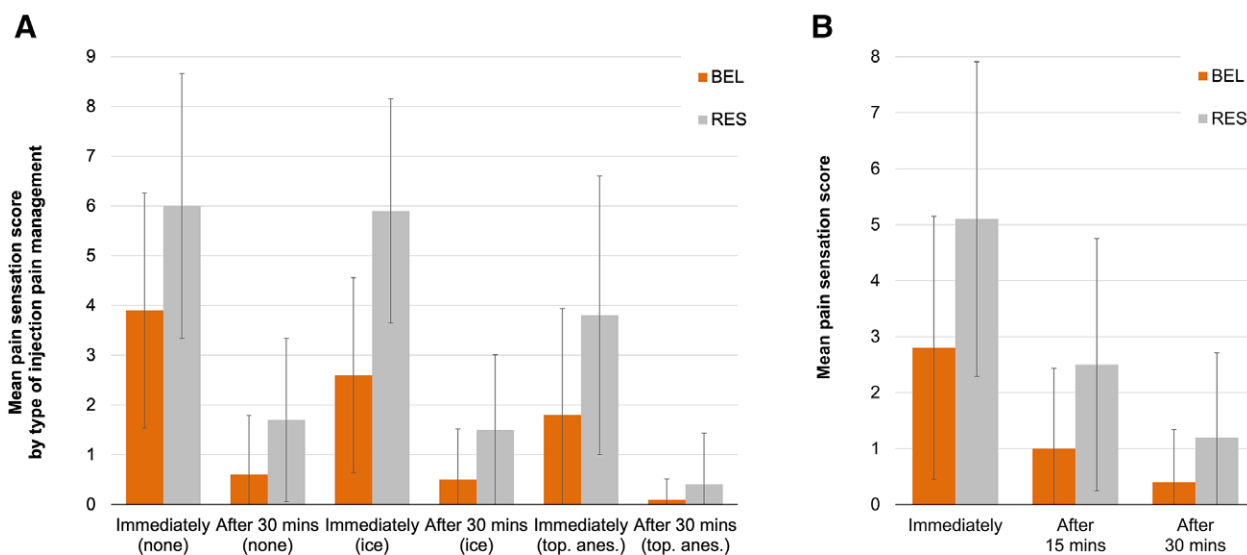 A
Mean pain sensation score
by type of injection pain management
9
8
7
6
5
4
3
2
1
0
BEL
RES
Immediately
(none)
After 30 mins
(none)
Immediately
(ice)
After 30 mins
(ice)
Immediately
(top. anes.)
After 30 mins
(top. anes.)
B
Mean pain sensation score
8
7
6
5
4
3
2
1
0
BEL
RES
Immediately
After
15 mins
After
30 mins